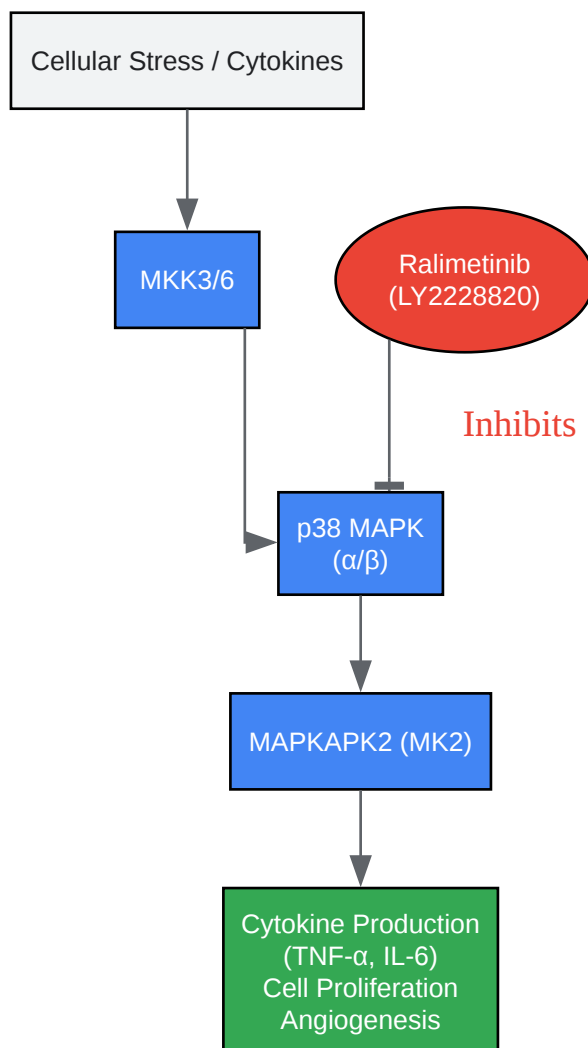 Cellular Stress / Cytokines
MKK3/6
Ralimetinib
(LY2228820)
Inhibits
p38 MAPK
(α/β)
MAPKAPK2 (MK2)
Cytokine Production
(TNF-α, IL-6)
Cell Proliferation
Angiogenesis